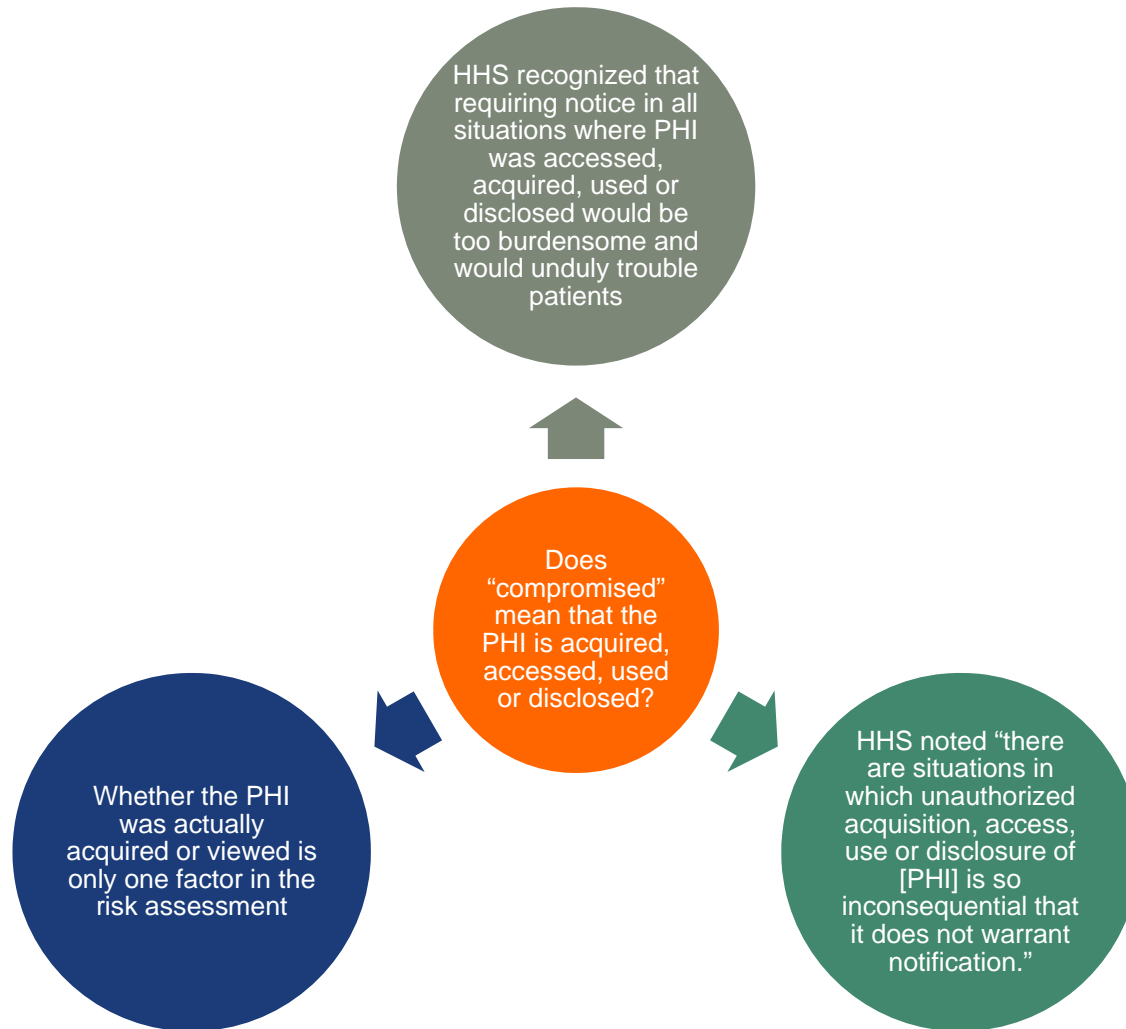 HHS recognized that
requiring notice in all
situations where PHI
was accessed,
acquired, used or
disclosed would be
too burdensome and
would unduly trouble
patients
Does
“compromised”
mean that the
PHI is acquired,
accessed, used
or disclosed?
Whether the PHI
was actually
acquired or viewed is
only one factor in the
risk assessment
HHS noted “there
are situations in
which unauthorized
acquisition, access,
use or disclosure of
[PHI] is so
inconsequential that
it does not warrant
notification.”